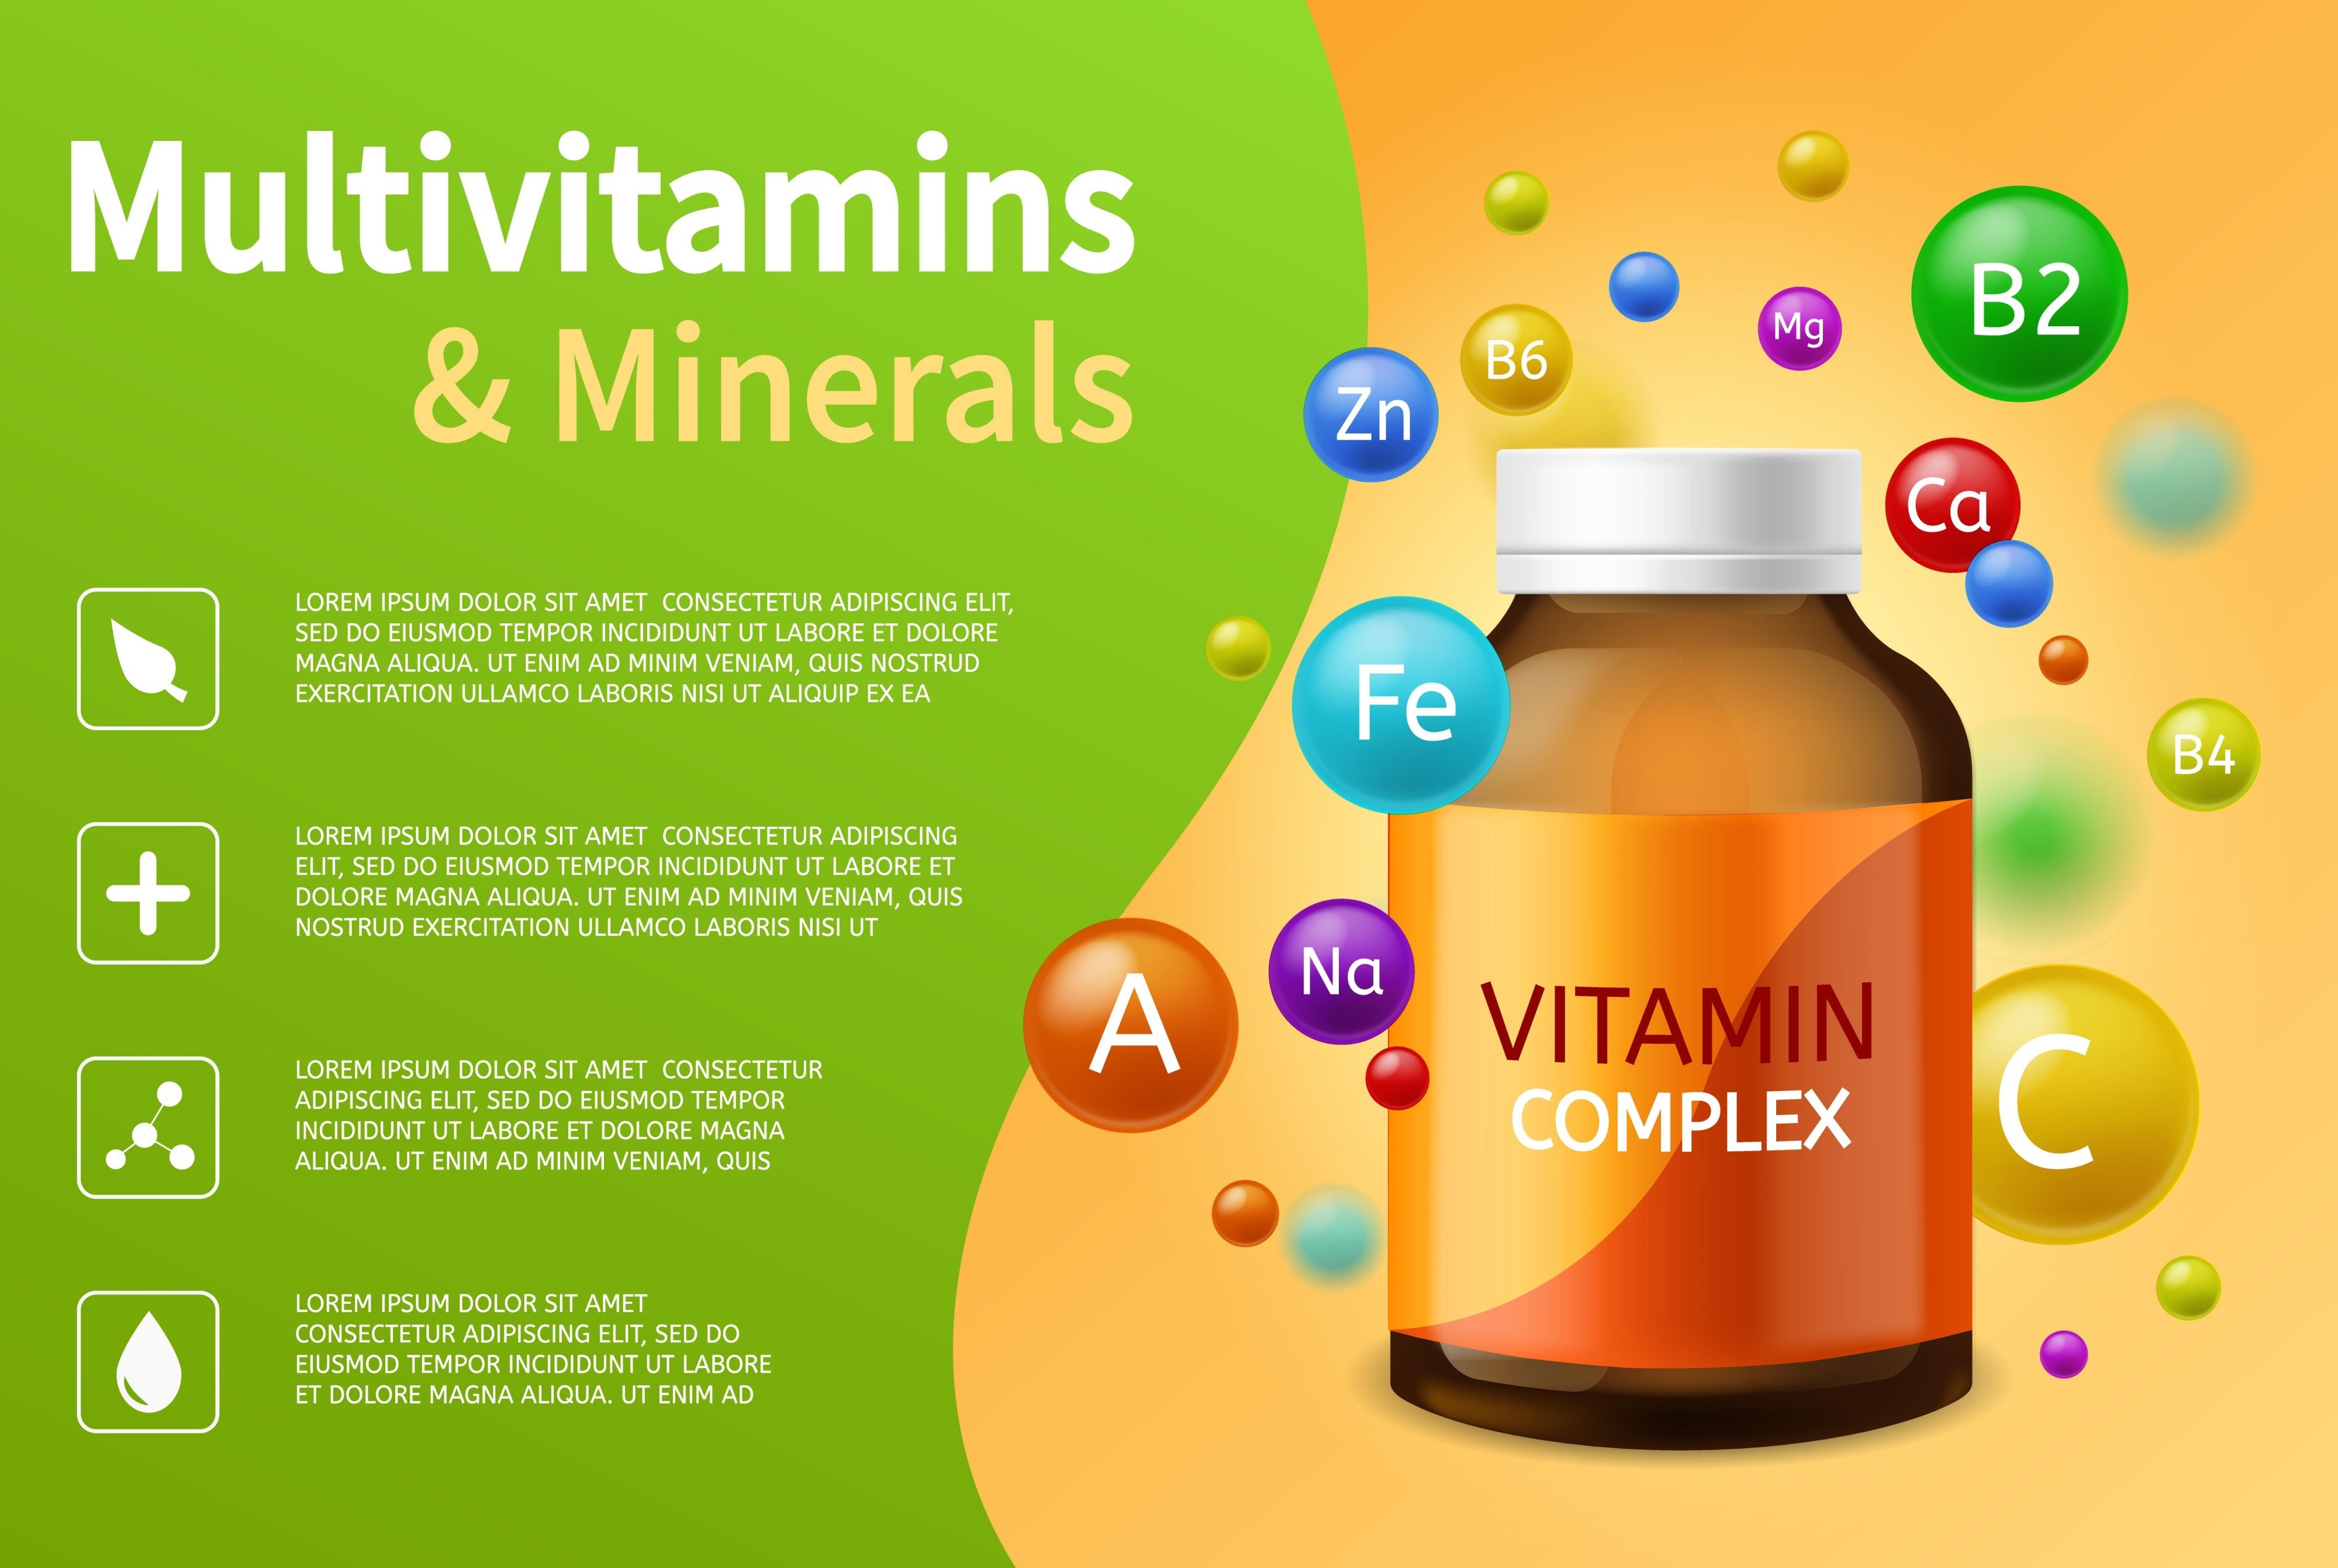 Multivitamins
& Minerals
LOREM IPSUM DOLOR SIT AMET  CONSECTETUR ADIPISCING ELIT,
SED DO EIUSMOD TEMPOR INCIDIDUNT UT LABORE ET DOLORE
MAGNA ALIQUA. UT ENIM AD MINIM VENIAM, QUIS NOSTRUD
EXERCITATION ULLAMCO LABORIS NISI UT ALIQUIP EX EA
LOREM IPSUM DOLOR SIT AMET  CONSECTETUR ADIPISCING
ELIT, SED DO EIUSMOD TEMPOR INCIDIDUNT UT LABORE ET
DOLORE MAGNA ALIQUA. UT ENIM AD MINIM VENIAM, QUIS
NOSTRUD EXERCITATION ULLAMCO LABORIS NISI UT
LOREM IPSUM DOLOR SIT AMET  CONSECTETUR
ADIPISCING ELIT, SED DO EIUSMOD TEMPOR
INCIDIDUNT UT LABORE ET DOLORE MAGNA
ALIQUA. UT ENIM AD MINIM VENIAM, QUIS
LOREM IPSUM DOLOR SIT AMET
CONSECTETUR ADIPISCING ELIT, SED DO
EIUSMOD TEMPOR INCIDIDUNT UT LABORE
ET DOLORE MAGNA ALIQUA. UT ENIM AD
B2
Mg
B6
Zn
Ca
Fe
B4
Na
A
C
VITAMIN
COMPLEX